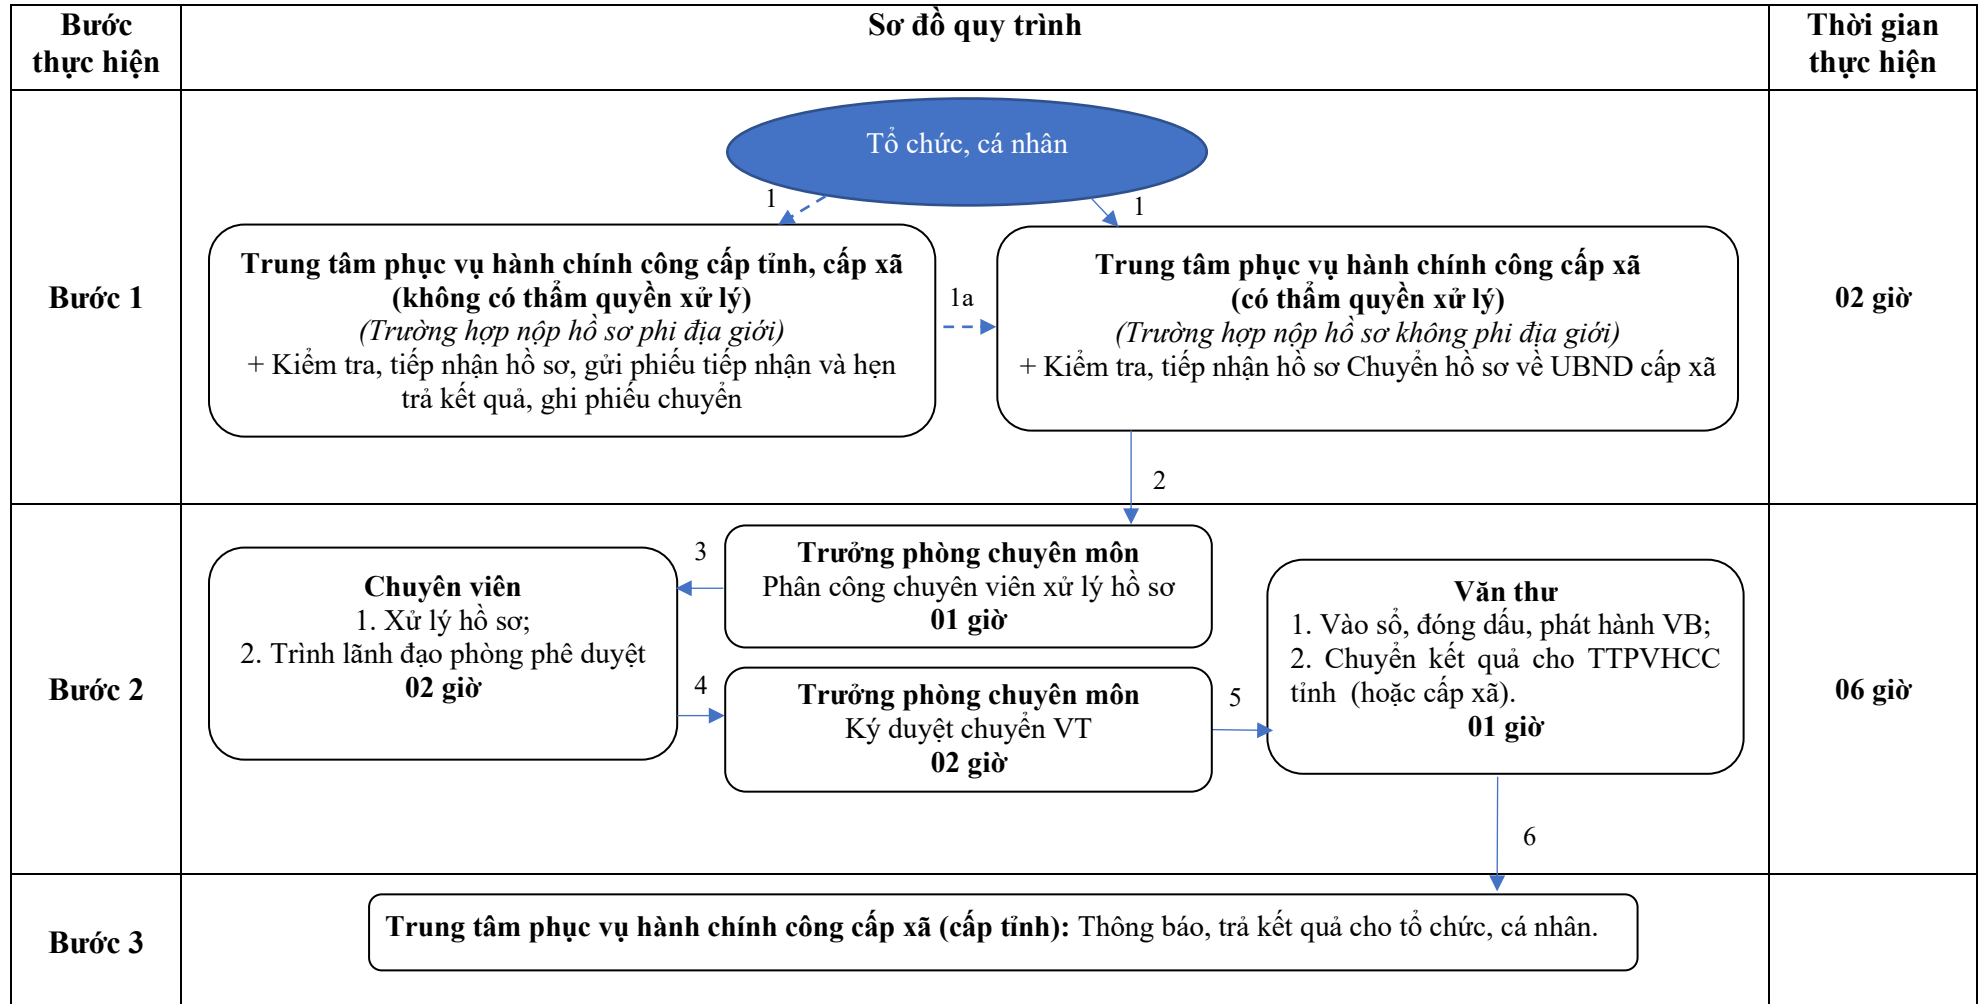 Bước
thực hiện
Sơ đồ quy trình
Thời gian
thực hiện
Bước 1
Tổ chức, cá nhân
1
1
Trung tâm phục vụ hành chính công cấp tỉnh, cấp xã
(không có thẩm quyền xử lý)
(Trường hợp nộp hồ sơ phi địa giới)
+ Kiểm tra, tiếp nhận hồ sơ, gửi phiếu tiếp nhận và hẹn
trả kết quả, ghi phiếu chuyển
1a
Trung tâm phục vụ hành chính công cấp xã
(có thẩm quyền xử lý)
(Trường hợp nộp hồ sơ không phi địa giới)
+ Kiểm tra, tiếp nhận hồ sơ Chuyển hồ sơ về UBND cấp xã
02 giờ
2
Bước 2
Chuyên viên
1. Xử lý hồ sơ;
2. Trình lãnh đạo phòng phê duyệt
02 giờ
3
Trưởng phòng chuyên môn
Phân công chuyên viên xử lý hồ sơ
01 giờ
4
Trưởng phòng chuyên môn
Ký duyệt chuyển VT
02 giờ
5
Văn thư
1. Vào sổ, đóng dấu, phát hành VB;
2. Chuyển kết quả cho TTPVHCC
tỉnh (hoặc cấp xã).
01 giờ
06 giờ
6
Bước 3
Trung tâm phục vụ hành chính công cấp xã (cấp tỉnh): Thông báo, trả kết quả cho tổ chức, cá nhân.